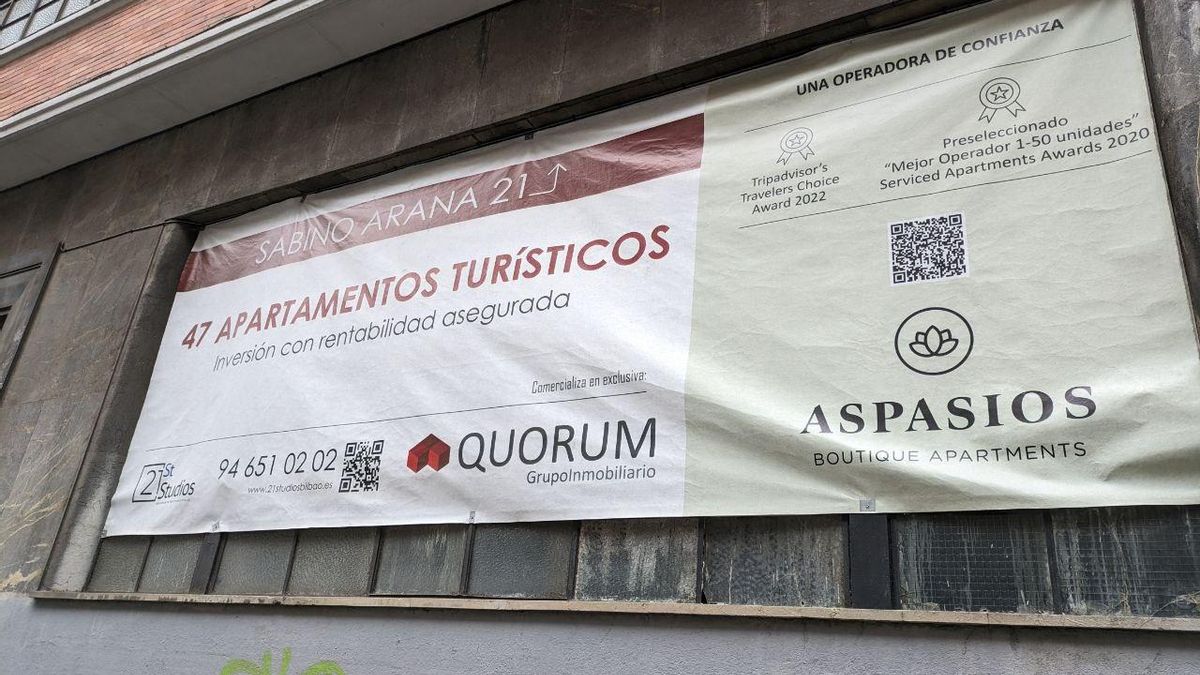 SABINO ARANA 21
47 APARTAMENTOS TURíSTICOS
Inversión con rentabilidad asegurada
Comercializa en exclusiva:
21 St
Studios
94 651 02 02
www.21studiosbilbao.es
QUORUM
GrupoInmobiliario
UNA OPERADORA DE CONFIANZA
Tripadvisor's
Travelers Choice
Award 2022
Preseleccionado
"Mejor Operador 1-50 unidades"
Serviced Apartments Awards 2020
ASPASIOS
BOUTIQUE APARTMENTS